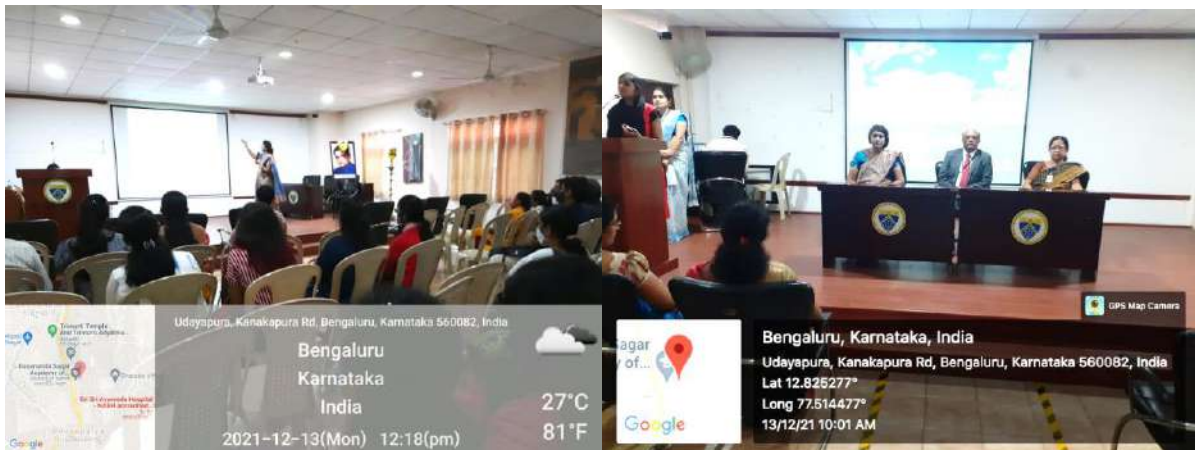 Udayapura, Kanakapura Rd, Bengaluru, Karnataka 560082, India
Bengaluru
Karnataka
India
2021-12-13(Mon) 12:18(pm)
27°C
81°F
Google
GPS Map Camera
Bengaluru, Karnataka, India
Udayapura, Kanakapura Rd, Bengaluru, Karnataka 560082, India
Lat 12.825277°
Long 77.514477°
13/12/21 10:01 AM
Google